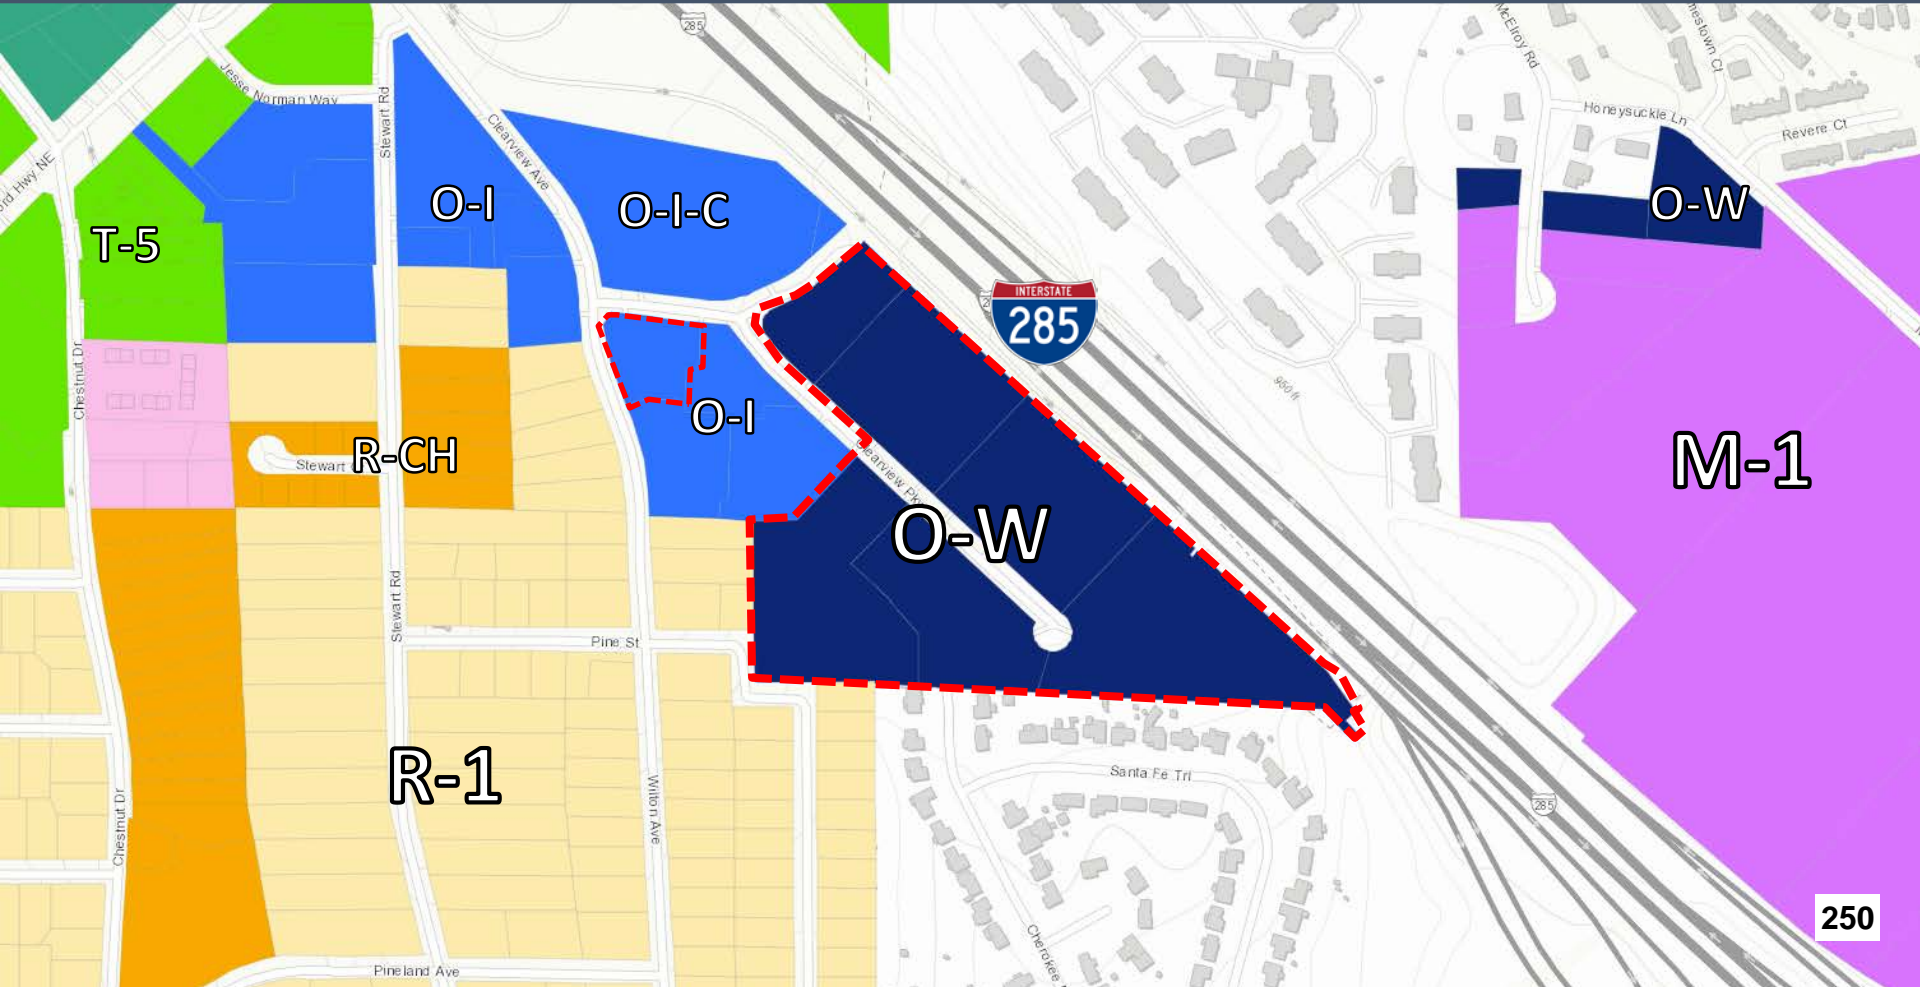 285
McElroy Rd
Jesse Norman Way
Stewart Rd
Clearview Ave
Honeysuckle Ln
Revere Ct
O-I
O-I-C
O-W
T-5
INTERSTATE
285
950 ft
Chestnut Dr
O-I
R-CH
Stewart
M-1
O-W
Stewart Rd
Pine St
R-1
Wilton Ave
Santa Fe Trl
Chestnut Dr
285
250
Cherokee
Pineland Ave